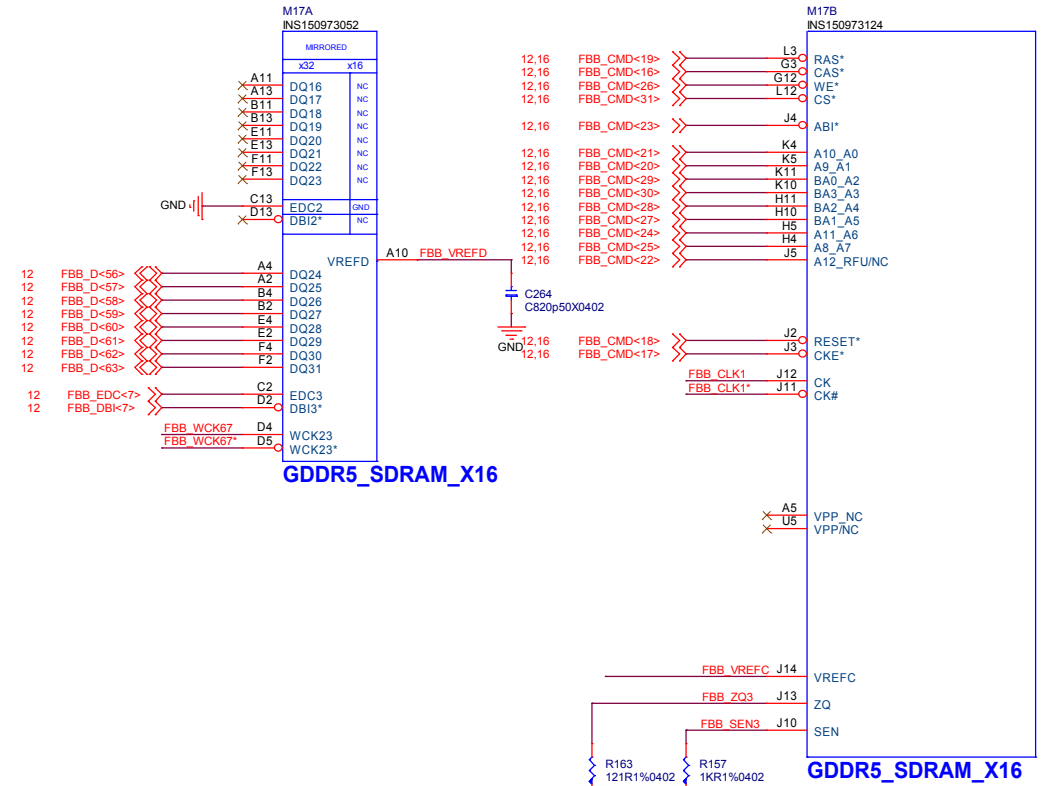 M17A
INS150973052
MIRRORED
x32 x16
A11 DQ16 NC
A13 DQ17 NC
B11 DQ18 NC
B13 DQ19 NC
E11 DQ20 NC
E13 DQ21 NC
F11 DQ22 NC
F13 DQ23 NC
GND C13 EDC2 GND
D13 DBI2* NC
VREFD A10 FBB_VREFD
12 FBB_D<56> A4 DQ24
12 FBB_D<57> A2 DQ25
12 FBB_D<58> B4 DQ26
12 FBB_D<59> B2 DQ27
12 FBB_D<60> E4 DQ28
12 FBB_D<61> E2 DQ29
12 FBB_D<62> F4 DQ30
12 FBB_D<63> F2 DQ31
12 FBB_EDC<7> C2 EDC3
12 FBB_DBI<7> D2 DBI3*
FBB_WCK67 D4 WCK23
FBB_WCK67* D5 WCK23*
GDDR5_SDRAM_X16
C264
C820p50X0402
GND
M17B
INS150973124
12,16 FBB_CMD<19> L3 RAS*
12,16 FBB_CMD<16> G3 CAS*
12,16 FBB_CMD<26> G12 WE*
12,16 FBB_CMD<31> L12 CS*
12,16 FBB_CMD<23> J4 ABI*
12,16 FBB_CMD<21> K4 A10_A0
12,16 FBB_CMD<20> K5 A9_A1
12,16 FBB_CMD<29> K11 BA0_A2
12,16 FBB_CMD<30> K10 BA3_A3
12,16 FBB_CMD<28> H11 BA2_A4
12,16 FBB_CMD<27> H10 BA1_A5
12,16 FBB_CMD<24> H5 A11_A6
12,16 FBB_CMD<25> H4 A8_A7
12,16 FBB_CMD<22> J5 A12_RFU/NC
12,16 FBB_CMD<18> J2 RESET*
12,16 FBB_CMD<17> J3 CKE*
FBB_CLK1 J12 CK
FBB_CLK1* J11 CK#
A5 VPP_NC
U5 VPP/NC
FBB_VREFC J14 VREFC
FBB_ZQ3 J13 ZQ
FBB_SEN3 J10 SEN
R163
121R1%0402
R157
1KR1%0402
GDDR5_SDRAM_X16